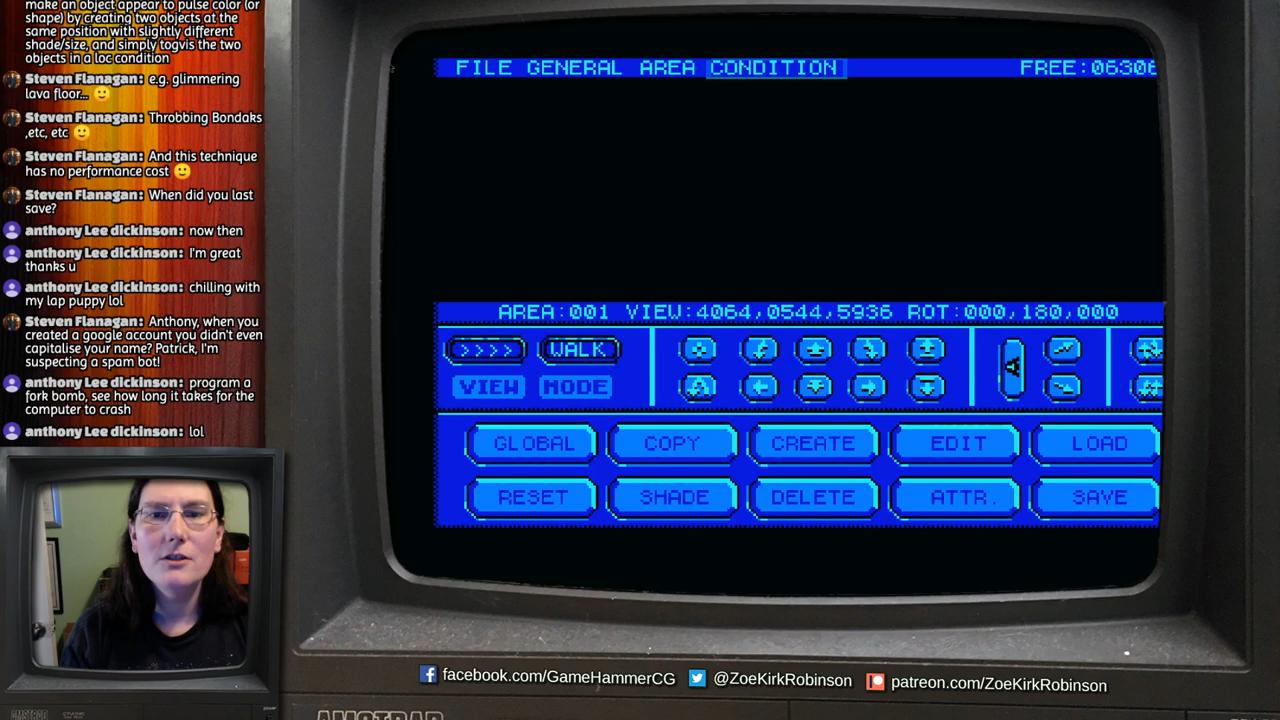 make an object appear to pulse color (or
shape) by creating two objects at the
same position with slightly different
shade/size, and simply togvis the two
objects in a loc condition
Steven Flanagan: e.g. glimmering
lava floor...
Steven Flanagan: Throbbing Bondaks
,etc, etc
Steven Flanagan: And this technique
has no performance cost
Steven Flanagan: When did you last
save?
anthony Lee dickinson: now then
anthony Lee dickinson: I'm great
thanks u
anthony Lee dickinson: chilling with
my lap puppy lol
Steven Flanagan: Anthony, when you
created a google account you didn't even
capitalise your name? Patrick, I'm
suspecting a spam bot!
anthony Lee dickinson: program a
fork bomb, see how long it takes for the
computer to crash
anthony Lee dickinson: lol
FILE GENERAL AREA CONDITION FREE:06306
AREA:001 VIEW:4064,0544,5936 ROT:000,180,000
>>>> WALK
VIEW MODE
A
GLOBAL COPY CREATE EDIT LOAD
RESET SHADE DELETE ATTR. SAVE
facebook.com/GameHammerCG @ZoeKirkRobinson patreon.com/ZoeKirkRobinson
AMSTRAD